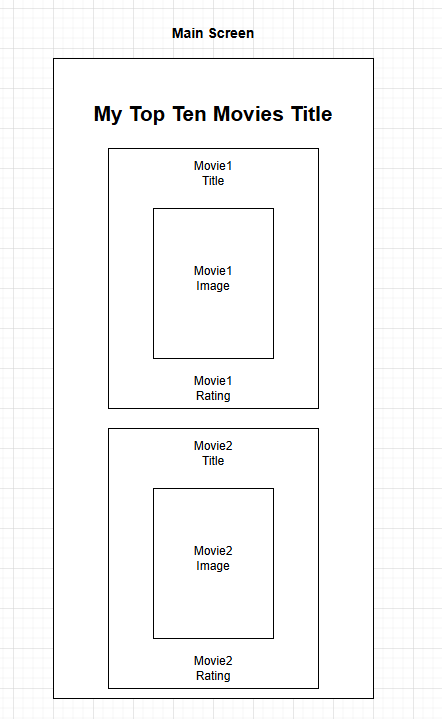 Main Screen
My Top Ten Movies Title
Movie1
Title
Movie1
Image
Movie1
Rating
Movie2
Title
Movie2
Image
Movie2
Rating